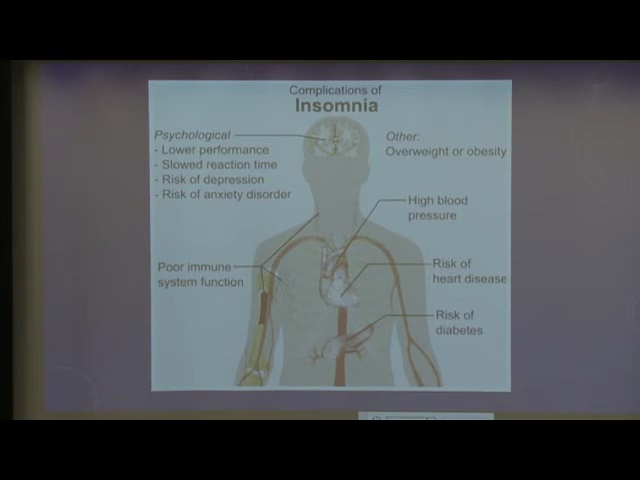 Complications of
Insomnia
Psychological
- Lower performance
- Slowed reaction time
- Risk of depression
- Risk of anxiety disorder
Other:
Overweight or obesity
High blood
pressure
Poor immune
system function
Risk of
heart disease
Risk of
diabetes